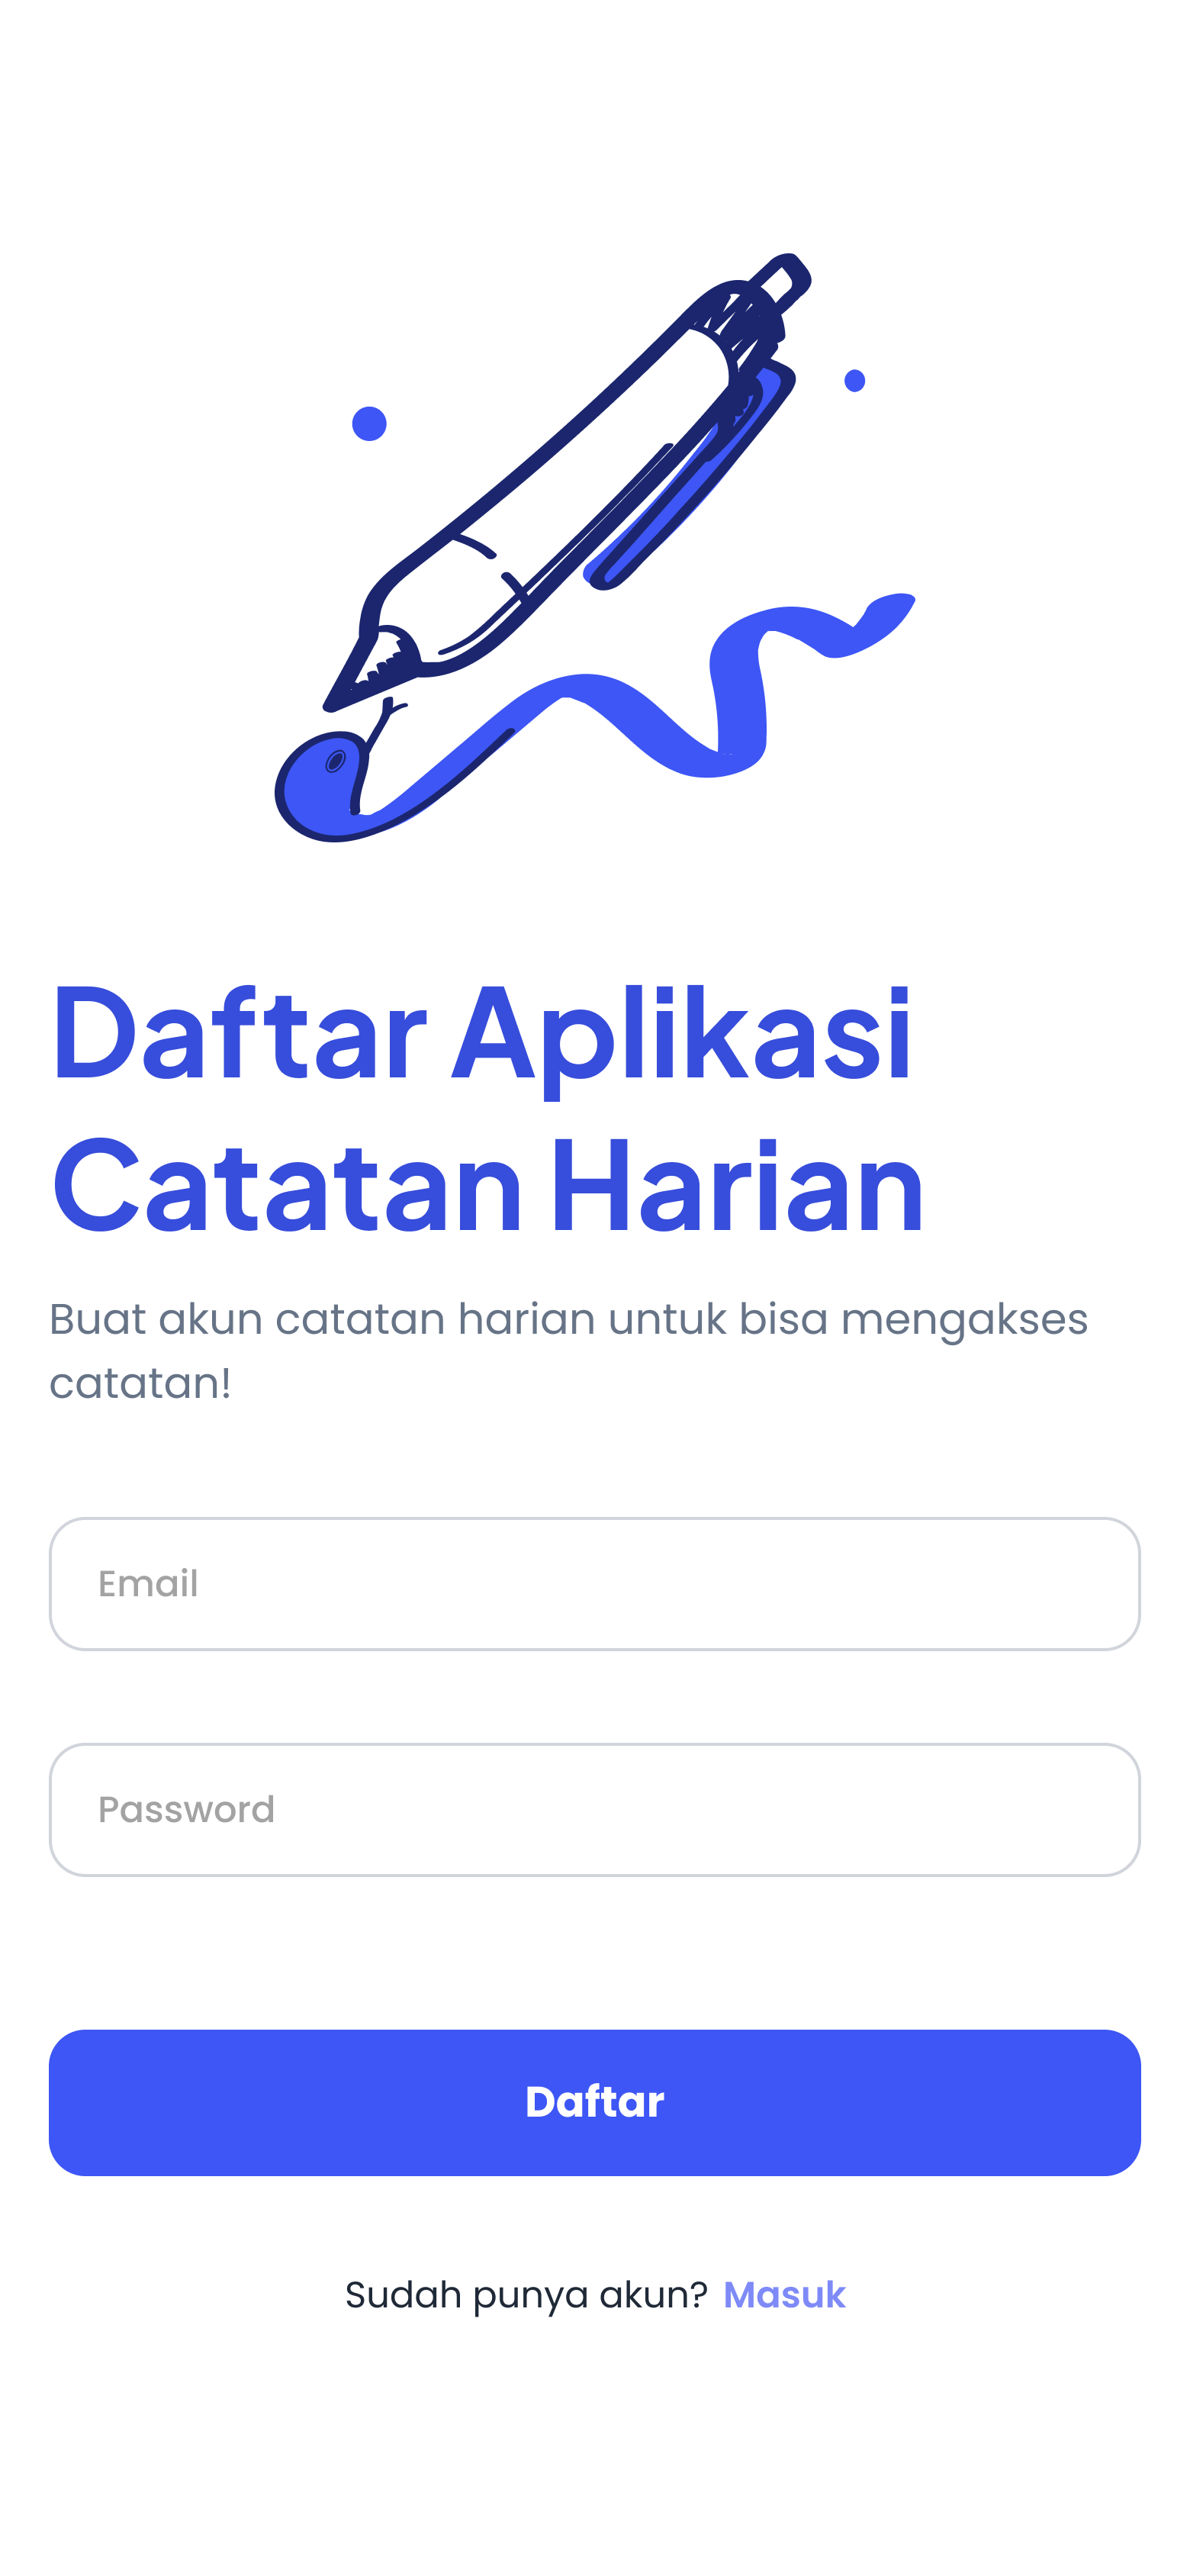 Daftar Aplikasi
Catatan Harian
Buat akun catatan harian untuk bisa mengakses
catatan!
Email
Password
Daftar
Sudah punya akun? Masuk